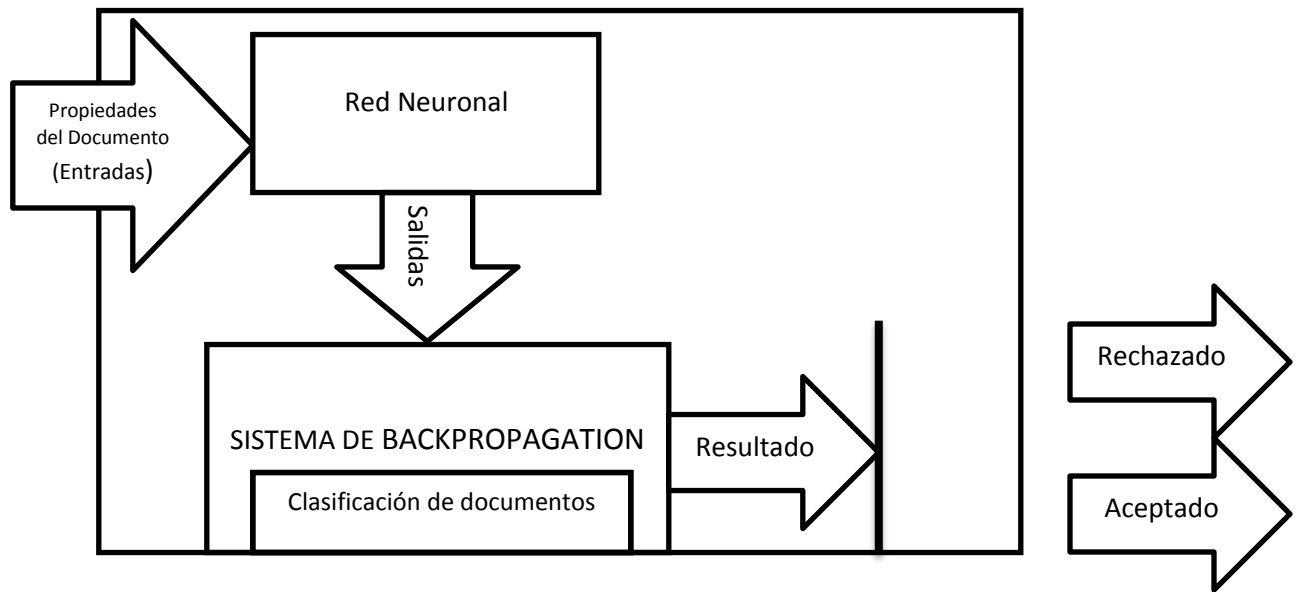 Propiedades
del Documento
(Entradas)
Red Neuronal
Salidas
SISTEMA DE BACKPROPAGATION
Clasificación de documentos
Resultado
Rechazado
Aceptado